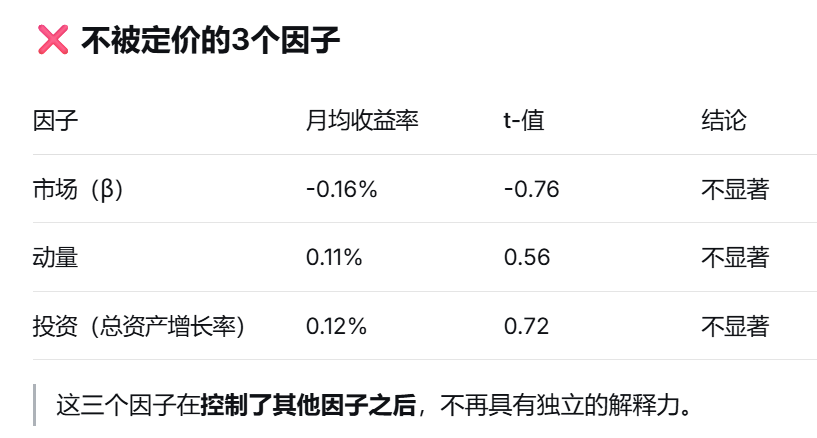 ❌ 不被定价的3个因子
因子 月均收益率 t-值 结论
市场（β） -0.16% -0.76 不显著
动量 0.11% 0.56 不显著
投资（总资产增长率） 0.12% 0.72 不显著
这三个因子在控制了其他因子之后，不再具有独立的解释力。